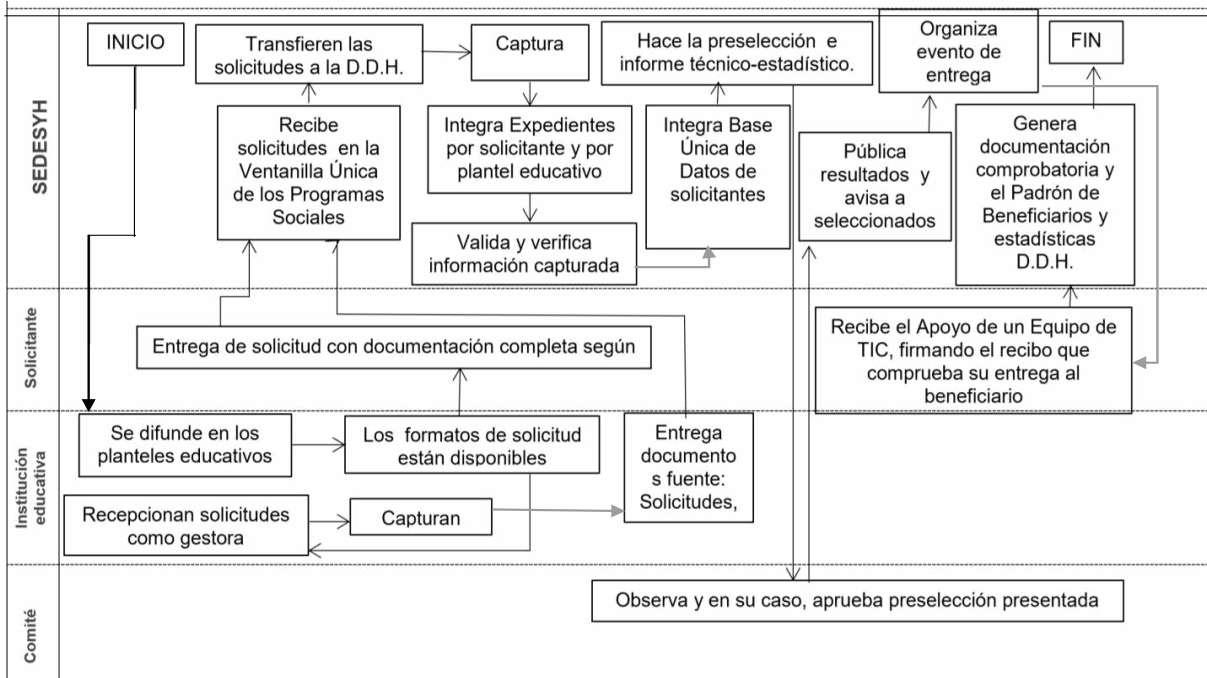 SEDESYH
INICIO
Transfieren las
solicitudes a la D.D.H.
Captura
Hace la preselección e
informe técnico-estadístico.
Organiza
evento de
entrega
FIN
Recibe
solicitudes en la
Ventanilla Única
de los Programas
Sociales
Integra Expedientes
por solicitante y por
plantel educativo
Integra Base
Única de
Datos de
solicitantes
Pública
resultados y
avisa a
seleccionados
Genera
documentación
comprobatoria y
el Padrón de
Beneficiarios y
estadísticas
D.D.H.
Valida y verifica
información capturada
Solicitante
Entrega de solicitud con documentación completa según
Recibe el Apoyo de un Equipo de
TIC, firmando el recibo que
comprueba su entrega al
beneficiario
Institución
educativa
Se difunde en los
planteles educativos
Los formatos de solicitud
están disponibles
Entrega
documento
s fuente:
Solicitudes,
Recepcionan solicitudes
como gestora
Capturan
Comité
Observa y en su caso, aprueba preselección presentada